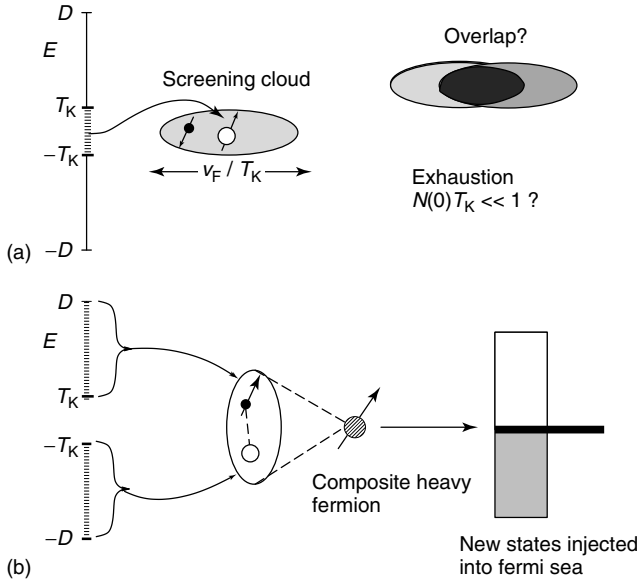 D
E
T_K
−T_K
−D
Screening cloud
v_F / T_K
Overlap?
Exhaustion
N(0)T_K << 1 ?
(a)
D
E
T_K
−T_K
−D
Composite heavy
fermion
New states injected
into fermi sea
(b)